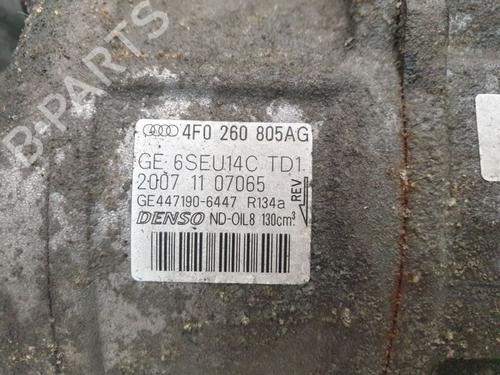 B-PARTS
4F0 260 805AG
GE 6SEU14C TD1
2007 11 07065
GE447190-6447 R134a
REV
DENSO ND-OIL8 130cm³